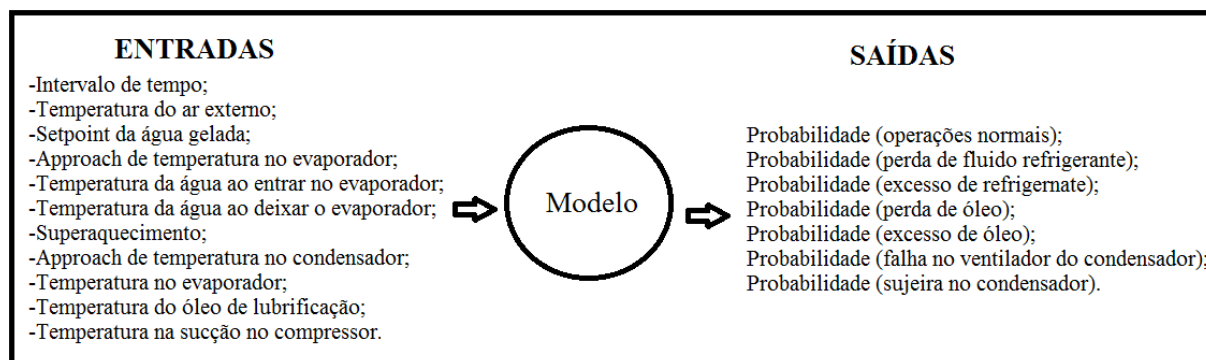 ENTRADAS
-Intervalo de tempo;
-Temperatura do ar externo;
-Setpoint da água gelada;
-Approach de temperatura no evaporador;
-Temperatura da água ao entrar no evaporador;
-Temperatura da água ao deixar o evaporador;
-Superaquecimento;
-Approach de temperatura no condensador;
-Temperatura no evaporador;
-Temperatura do óleo de lubrificação;
-Temperatura na sucção no compressor.
Modelo
SAÍDAS
Probabilidade (operações normais);
Probabilidade (perda de fluido refrigerante);
Probabilidade (excesso de refrigernate);
Probabilidade (perda de óleo);
Probabilidade (excesso de óleo);
Probabilidade (falha no ventilador do condensador);
Probabilidade (sujeira no condensador).